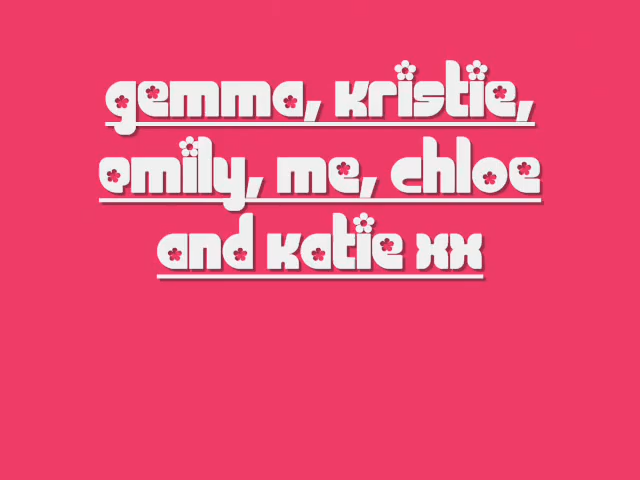 gemma, kristie,
emily, me, chloe
and katie xx